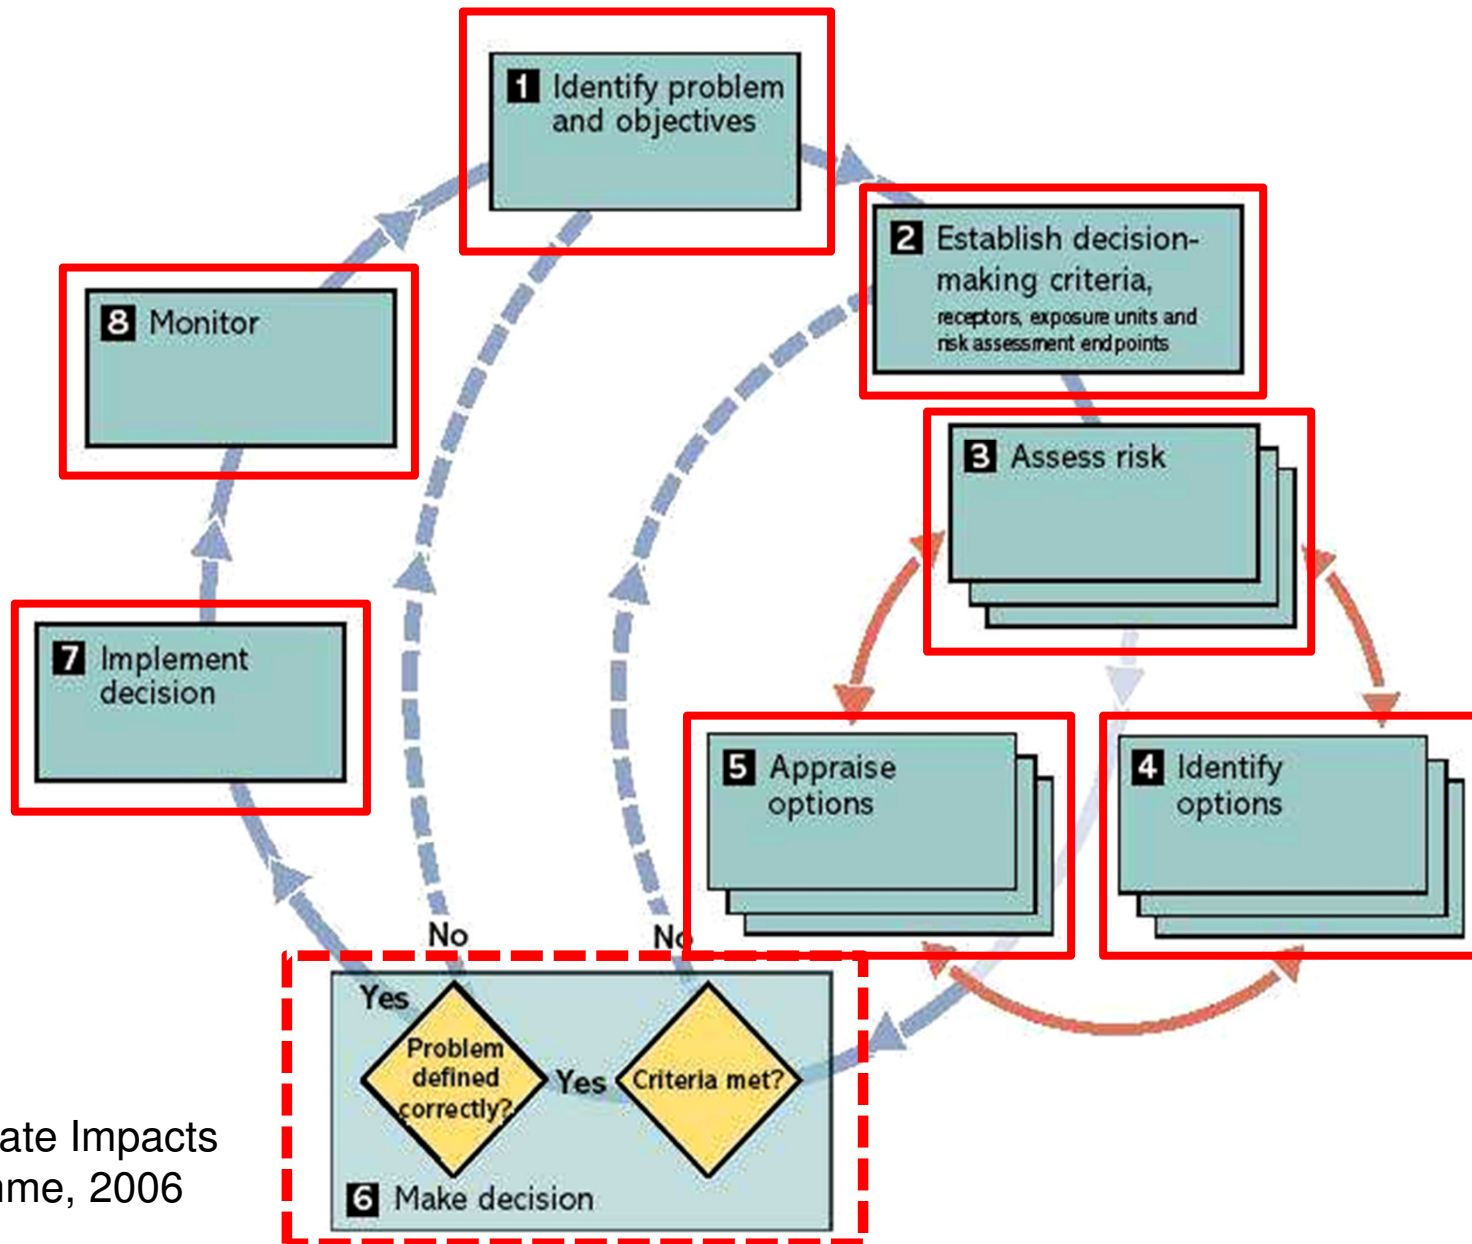 1 Identify problem
and objectives
2 Establish decision-
making criteria,
receptors, exposure units and
risk assessment endpoints
3 Assess risk
4 Identify
options
5 Appraise
options
No
No
Yes
Problem
defined
correctly?
Yes
Criteria met?
6 Make decision
7 Implement
decision
8 Monitor
ate Impacts
nme, 2006